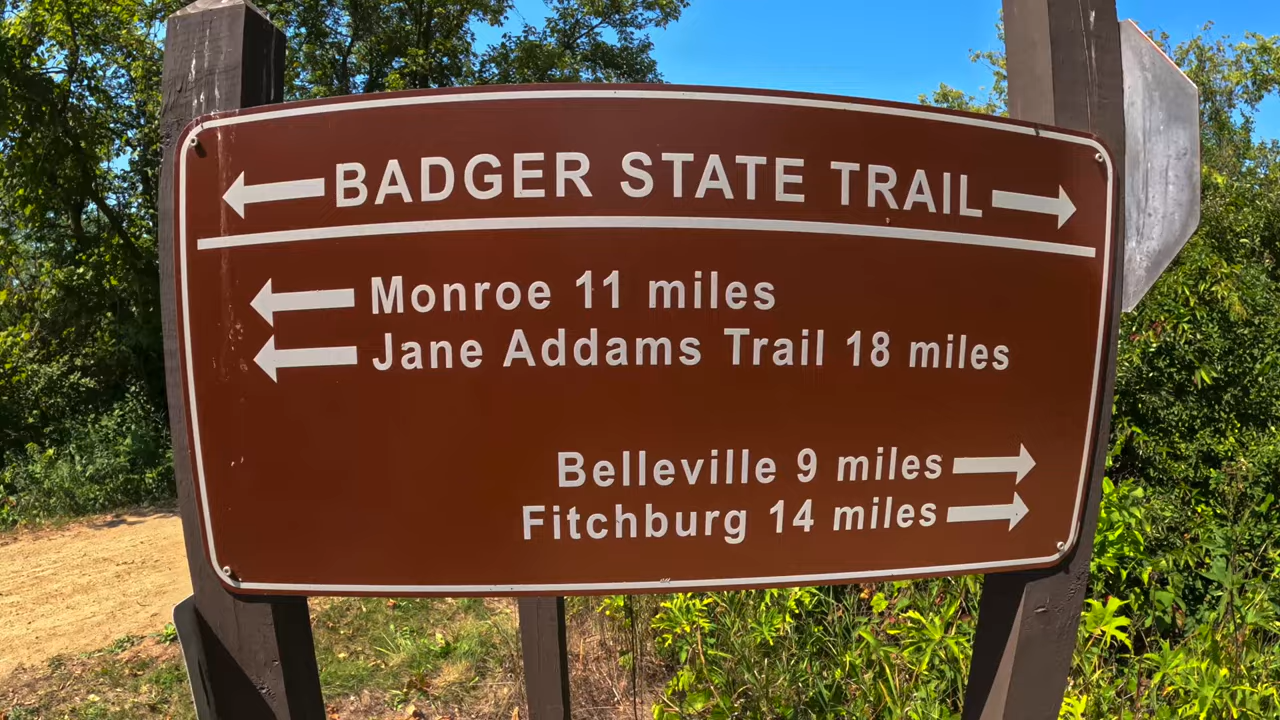 BADGER STATE TRAIL
Monroe 11 miles
Jane Addams Trail 18 miles
Belleville 9 miles
Fitchburg 14 miles